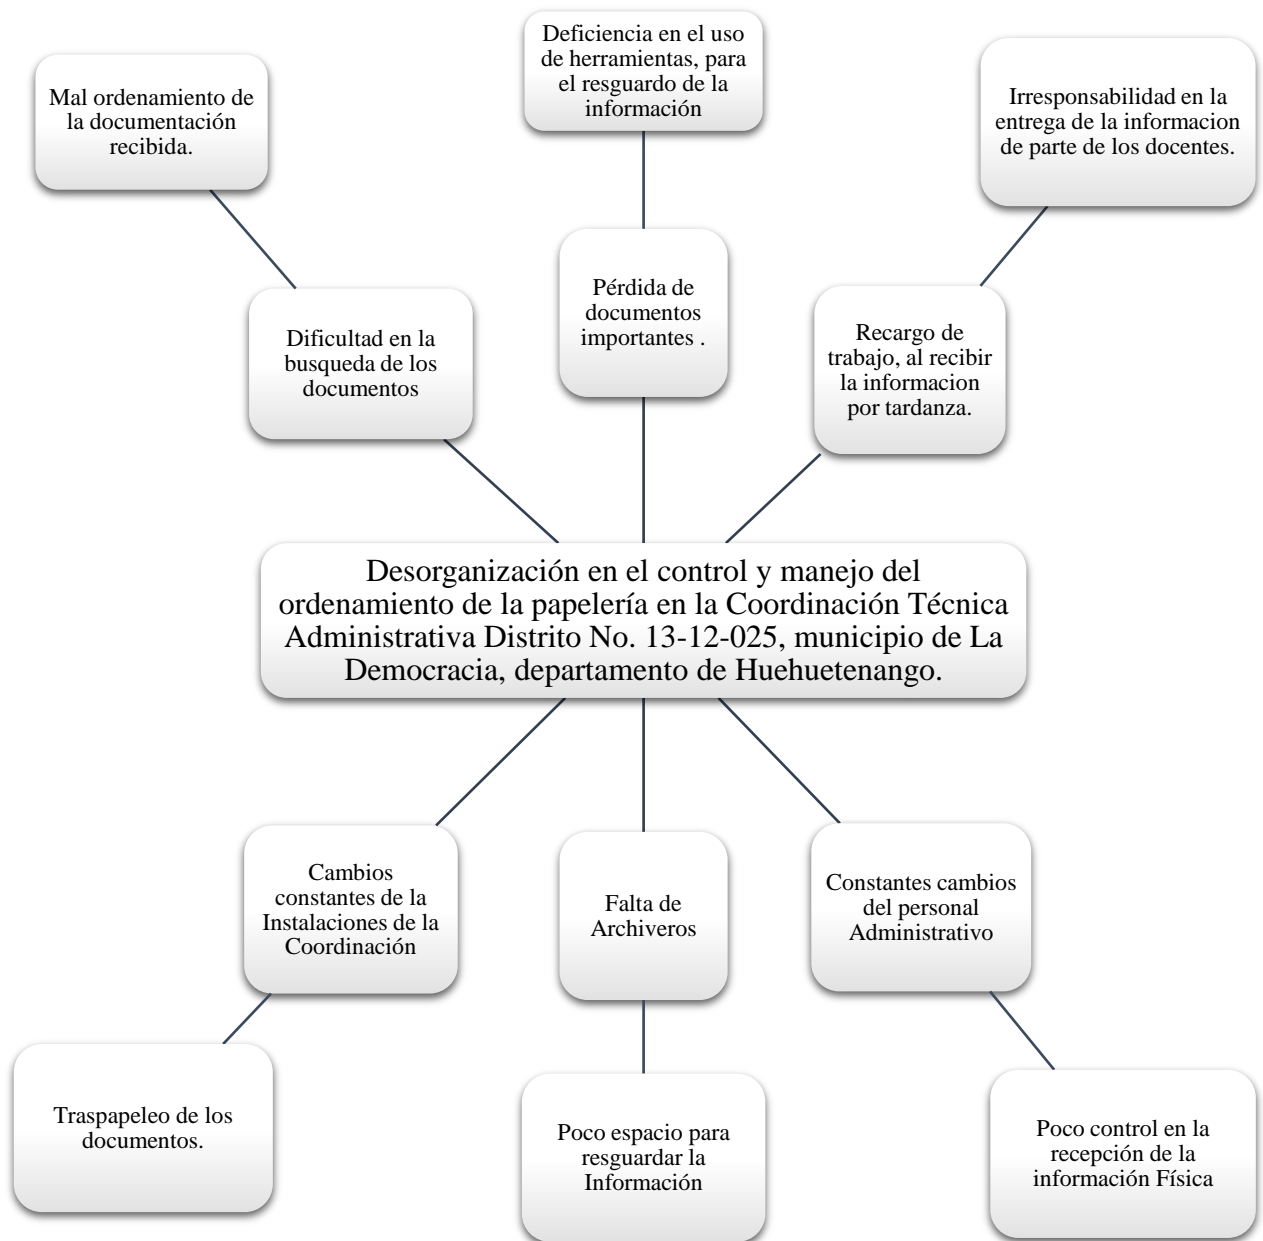 Deficiencia en el uso
de herramientas, para
el resguardo de la
información
Mal ordenamiento de
la documentación
recibida.
Irresponsabilidad en la
entrega de la informacion
de parte de los docentes.
Dificultad en la
busqueda de los
documentos
Pérdida de
documentos
importantes .
Recargo de
trabajo, al recibir
la informacion
por tardanza.
Desorganización en el control y manejo del
ordenamiento de la papelería en la Coordinación Técnica
Administrativa Distrito No. 13-12-025, municipio de La
Democracia, departamento de Huehuetenango.
Cambios
constantes de la
Instalaciones de la
Coordinación
Falta de
Archiveros
Constantes cambios
del personal
Administrativo
Traspapeleo de los
documentos.
Poco espacio para
resguardar la
Información
Poco control en la
recepción de la
información Física